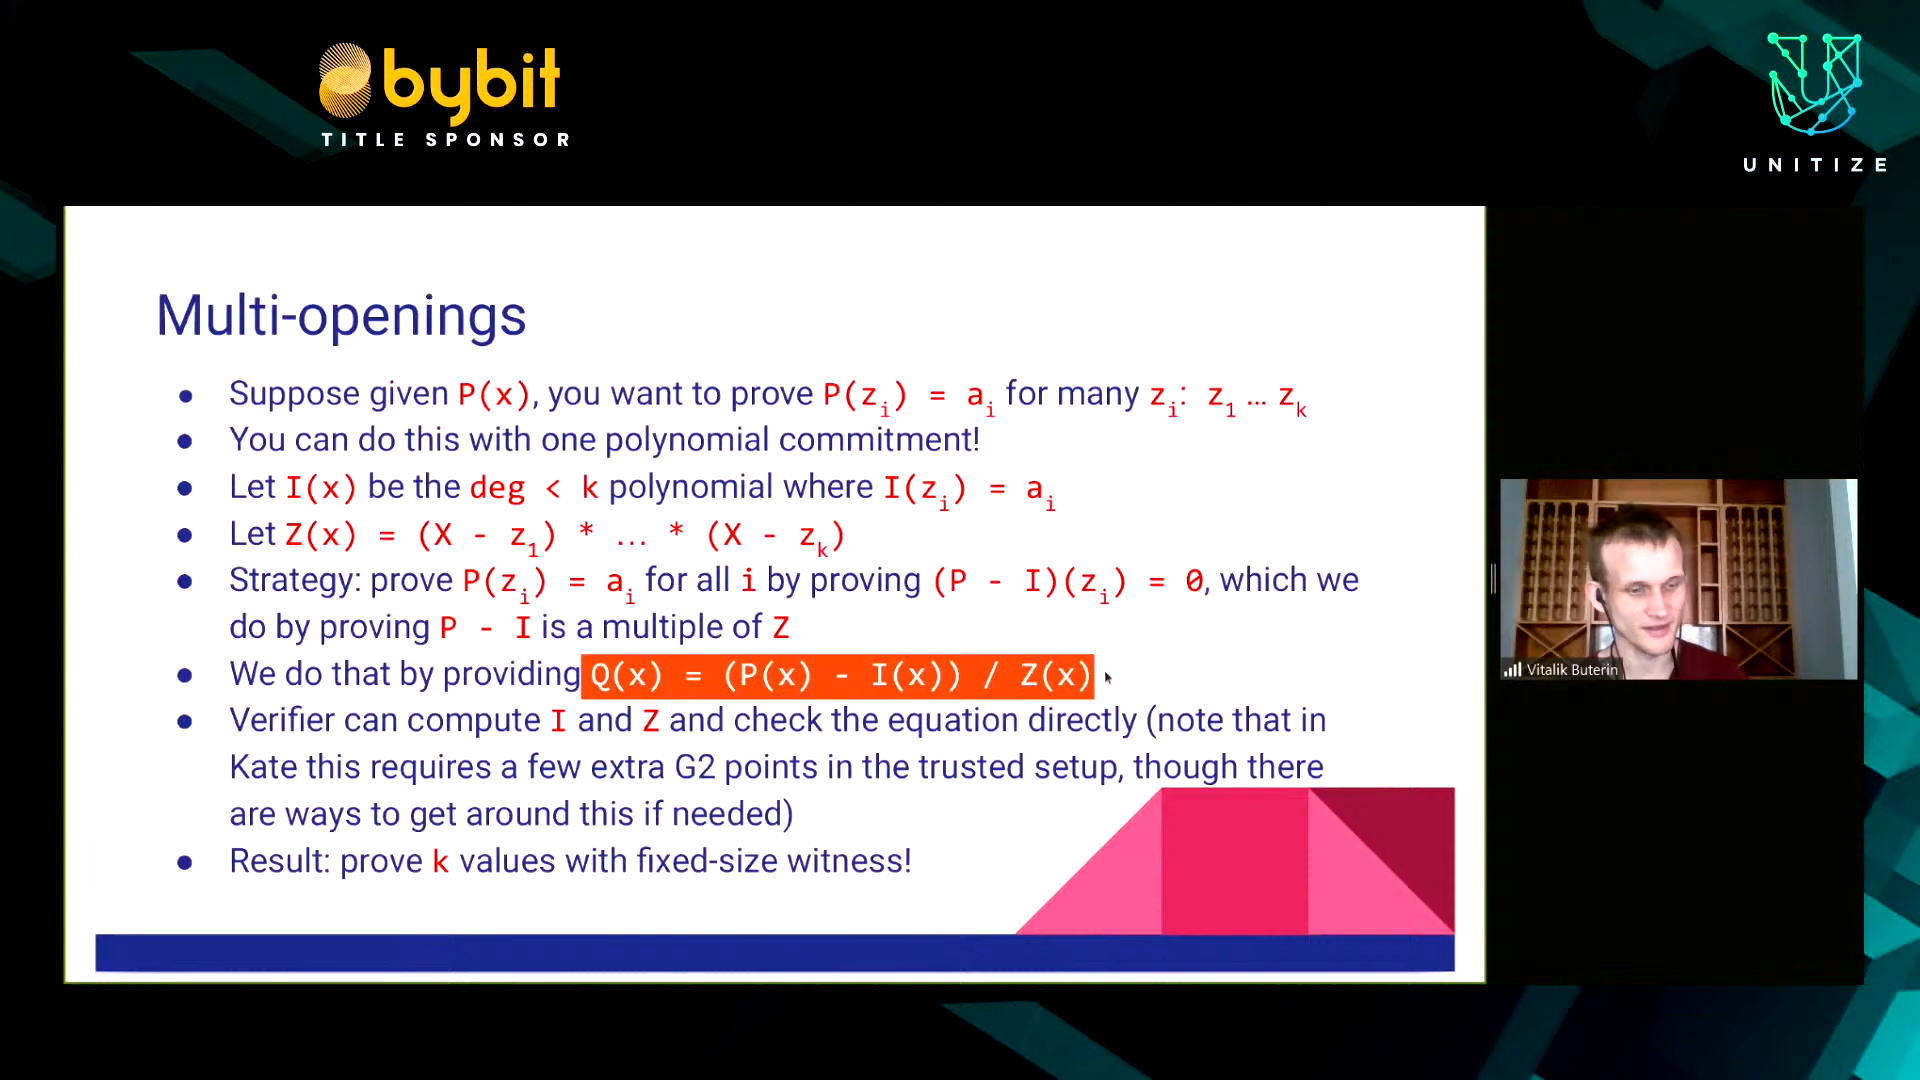 bybit
TITLE SPONSOR
UNITIZE
Multi-openings
● Suppose given P(x), you want to prove P(zᵢ) = aᵢ for many zᵢ: z₁ … zₖ
● You can do this with one polynomial commitment!
● Let I(x) be the deg < k polynomial where I(zᵢ) = aᵢ
● Let Z(x) = (X - z₁) * … * (X - zₖ)
● Strategy: prove P(zᵢ) = aᵢ for all i by proving (P - I)(zᵢ) = 0, which we
do by proving P - I is a multiple of Z
● We do that by providing Q(x) = (P(x) - I(x)) / Z(x)
● Verifier can compute I and Z and check the equation directly (note that in
Kate this requires a few extra G2 points in the trusted setup, though there
are ways to get around this if needed)
● Result: prove k values with fixed-size witness!
Vitalik Buterin